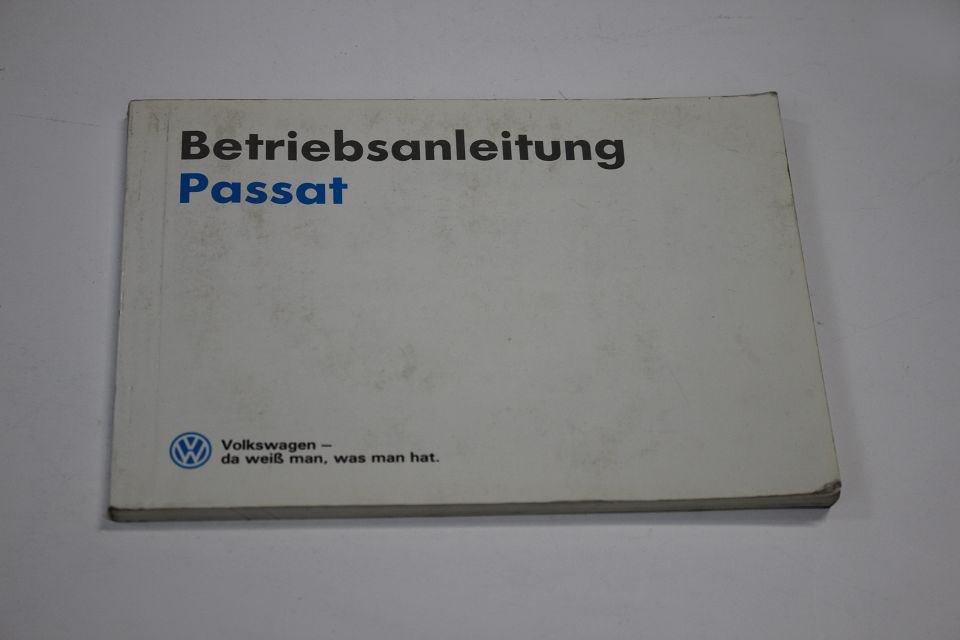 Betriebsanleitung
Passat
Volkswagen –
da weiß man, was man hat.